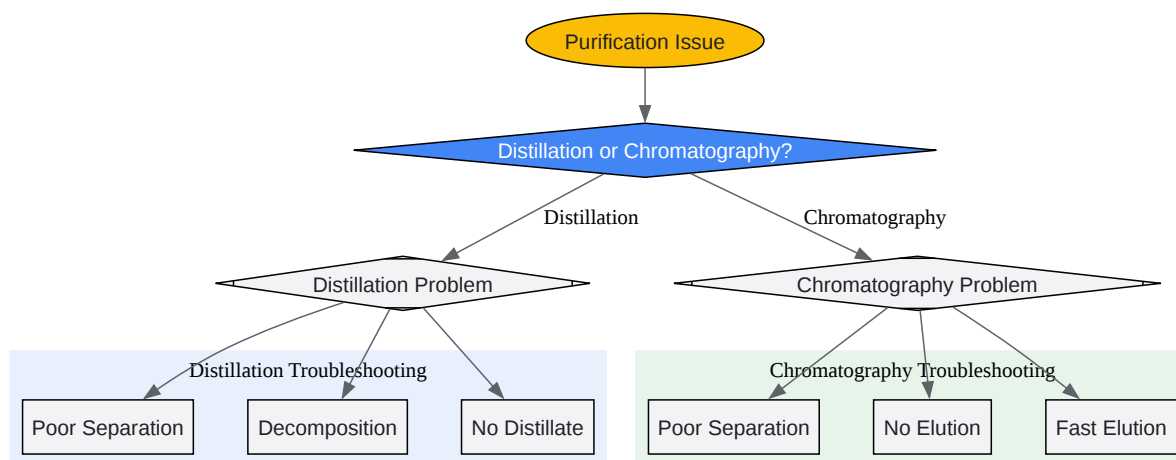 Purification Issue
Distillation or Chromatography?
Distillation
Chromatography
Distillation Problem
Chromatography Problem
Distillation Troubleshooting
Chromatography Troubleshooting
Poor Separation
Decomposition
No Distillate
Poor Separation
No Elution
Fast Elution